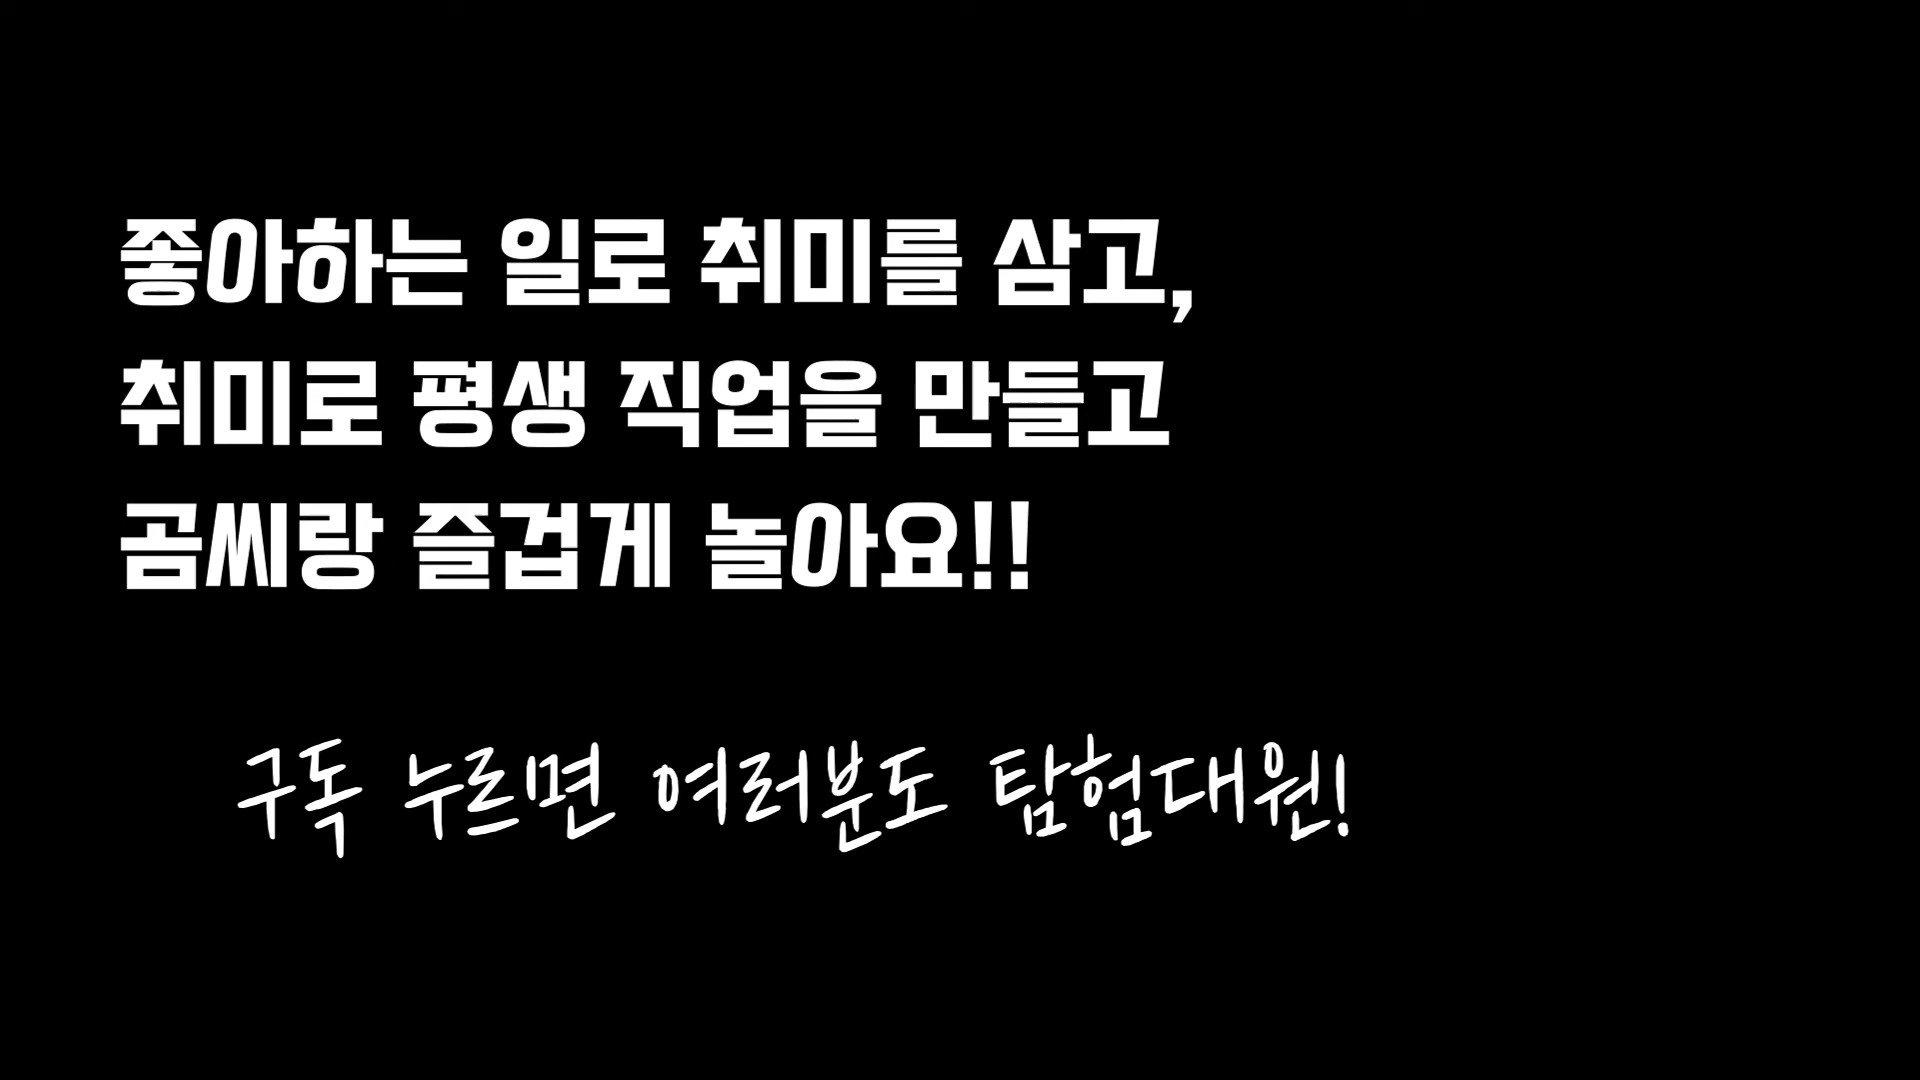 좋아하는 일로 취미를 삼고,
취미로 평생 직업을 만들고
곰씨랑 즐겁게 놀아요!!
구독 누르면 여러분도 탐험대원!